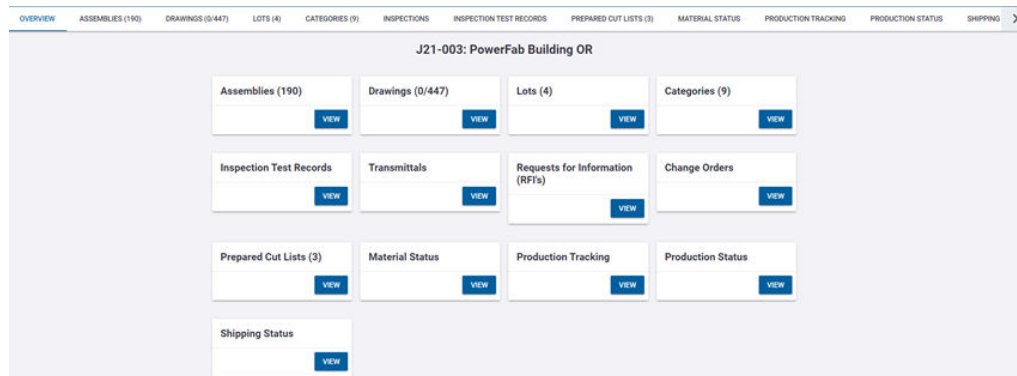 OVERVIEW ASSEMBLIES (190) DRAWINGS (0/447) LOTS (4) CATEGORIES (9) INSPECTIONS INSPECTION TEST RECORDS PREPARED CUT LISTS (3) MATERIAL STATUS PRODUCTION TRACKING PRODUCTION STATUS SHIPPING
J21-003: PowerFab Building OR
Assemblies (190) Drawings (0/447) Lots (4) Categories (9)
VIEW VIEW VIEW VIEW
Inspection Test Records Transmittals Requests for Information Change Orders
(RFI's)
VIEW VIEW VIEW
VIEW
Prepared Cut Lists (3) Material Status Production Tracking Production Status
VIEW VIEW VIEW VIEW
Shipping Status
VIEW